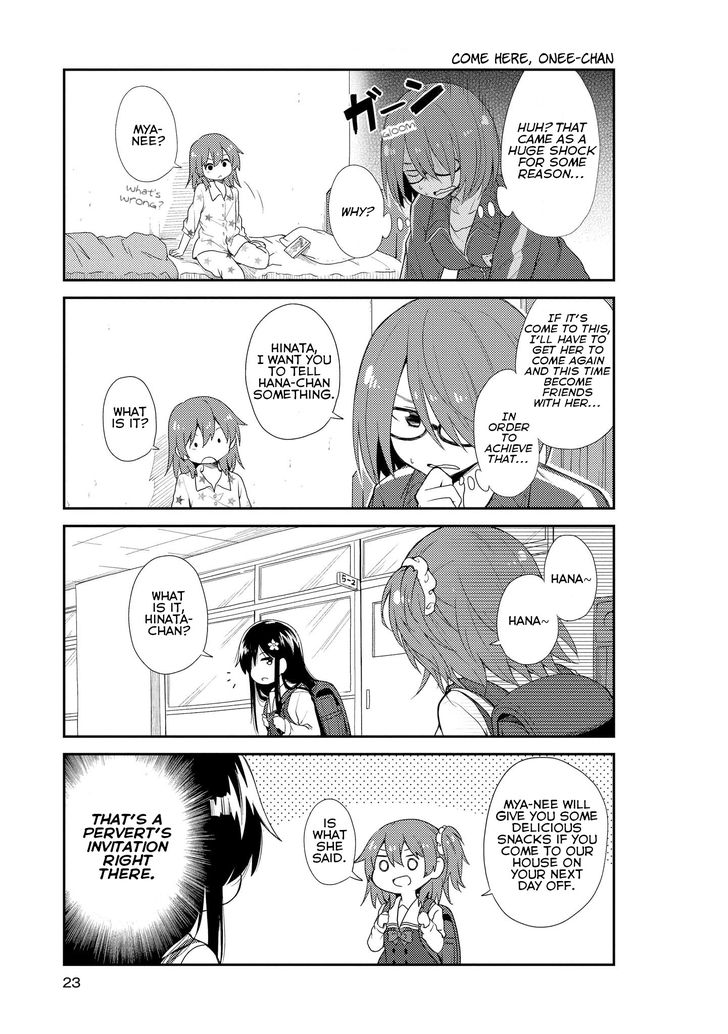 COME HERE, ONEE-CHAN
HUH? THAT
CAME AS A
HUGE SHOCK
FOR SOME
REASON...
ガーン
GLOOM
WHY?
MYA-
NEE?
what's
wrong?
IF IT'S
COME TO THIS,
I'LL HAVE TO
GET HER TO
COME AGAIN
AND THIS TIME
BECOME
FRIENDS
WITH HER...
IN
ORDER
TO
ACHIEVE
THAT...
HINATA,
I WANT YOU
TO TELL
HANA-CHAN
SOMETHING.
WHAT
IS IT?
HANA~
HANA~
5-2
WHAT
IS IT,
HINATA-
CHAN?
MYA-NEE WILL
GIVE YOU SOME
DELICIOUS
SNACKS IF YOU
COME TO OUR
HOUSE ON
YOUR NEXT
DAY OFF.
IS
WHAT
SHE
SAID.
THAT'S A
PERVERT'S
INVITATION
RIGHT
THERE.
23